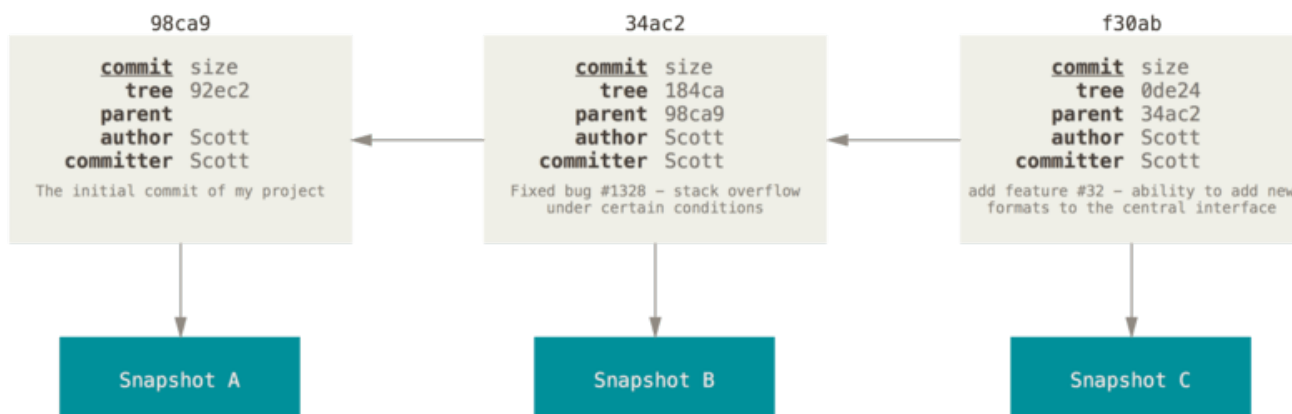 98ca9
commit size
tree 92ec2
parent
author Scott
committer Scott
The initial commit of my project
Snapshot A
34ac2
commit size
tree 184ca
parent 98ca9
author Scott
committer Scott
Fixed bug #1328 – stack overflow
under certain conditions
Snapshot B
f30ab
commit size
tree 0de24
parent 34ac2
author Scott
committer Scott
add feature #32 – ability to add new
formats to the central interface
Snapshot C